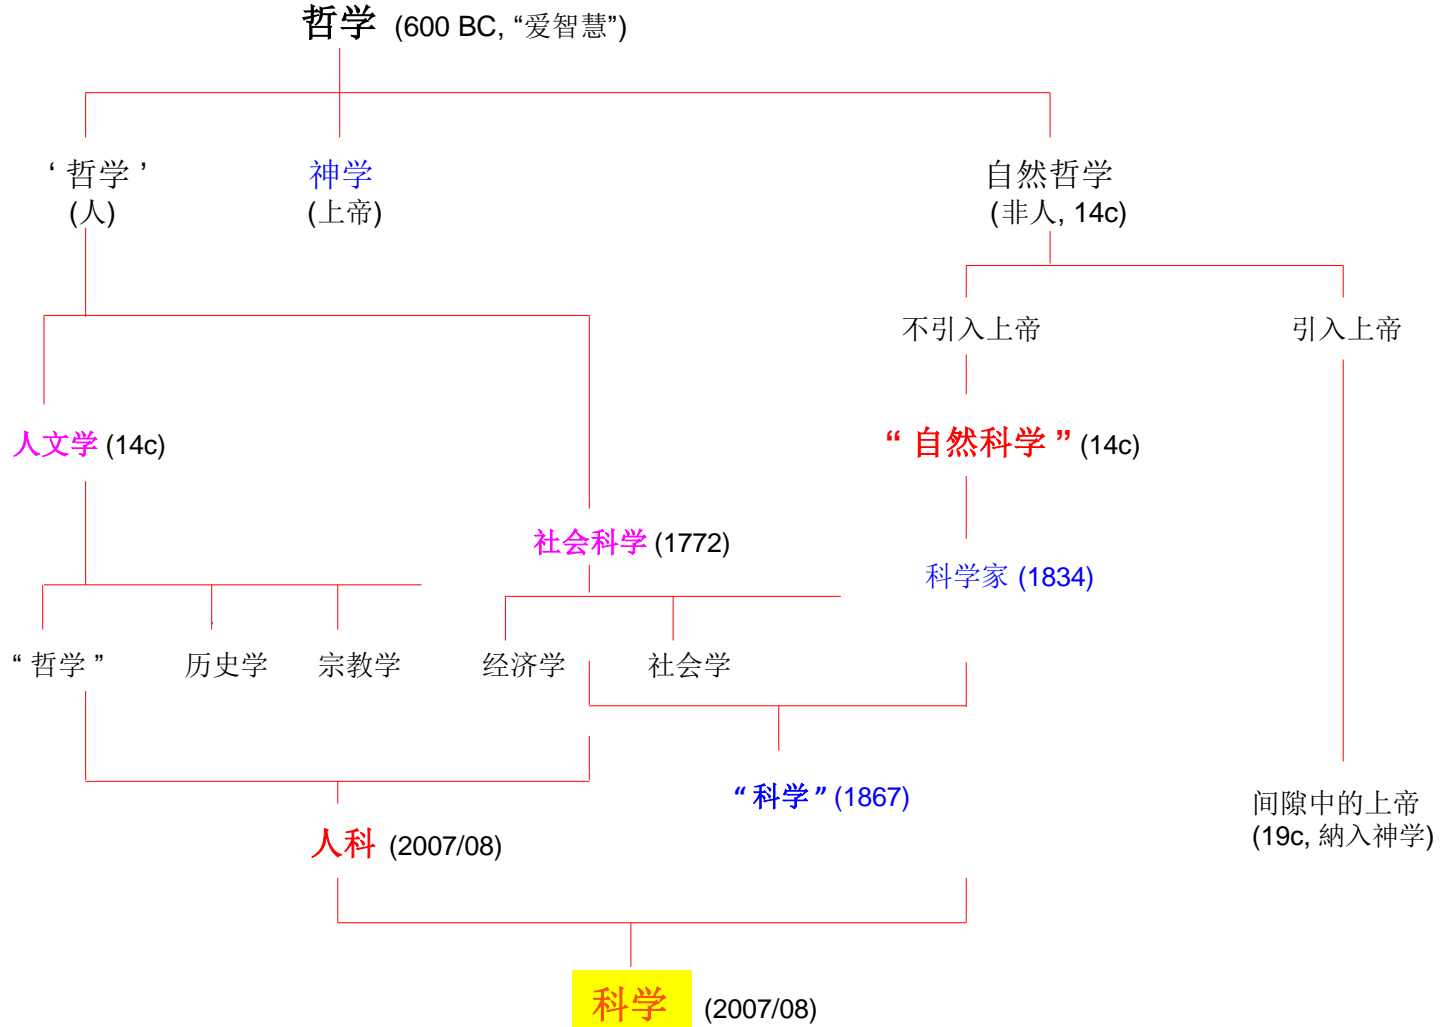 哲学 (600 BC, “爱智慧”)
‘ 哲学 ’
(人)
神学
(上帝)
自然哲学
(非人, 14c)
不引入上帝
引入上帝
人文学 (14c)
“ 自然科学 ” (14c)
社会科学 (1772)
科学家 (1834)
“ 哲学 ”
历史学
宗教学
经济学
社会学
“科学” (1867)
间隙中的上帝
(19c, 納入神学)
人科 (2007/08)
科学 (2007/08)